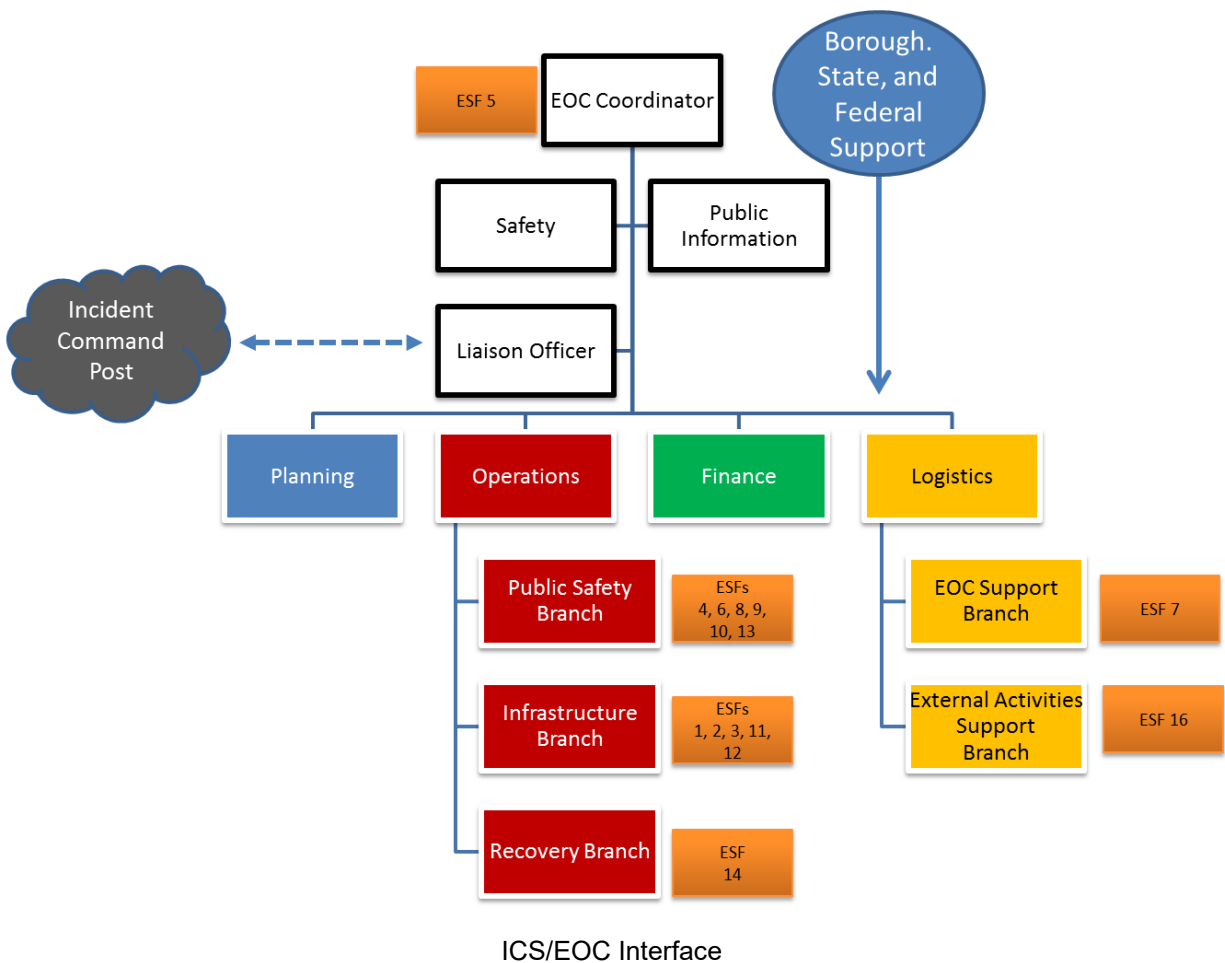 ESF 5
EOC Coordinator
Borough.
State, and
Federal
Support
Safety
Public
Information
Incident
Command
Post
Liaison Officer
Planning
Operations
Finance
Logistics
Public Safety
Branch
ESFs
4, 6, 8, 9,
10, 13
EOC Support
Branch
ESF 7
Infrastructure
Branch
ESFs
1, 2, 3, 11,
12
External Activities
Support
Branch
ESF 16
Recovery Branch
ESF
14
ICS/EOC Interface